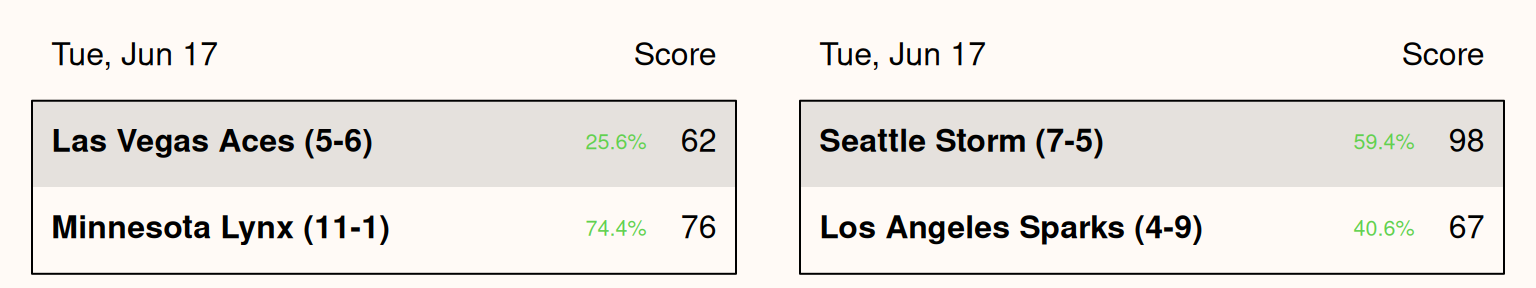 Tue, Jun 17 Score
Las Vegas Aces (5-6) 25.6% 62
Minnesota Lynx (11-1) 74.4% 76
Tue, Jun 17 Score
Seattle Storm (7-5) 59.4% 98
Los Angeles Sparks (4-9) 40.6% 67